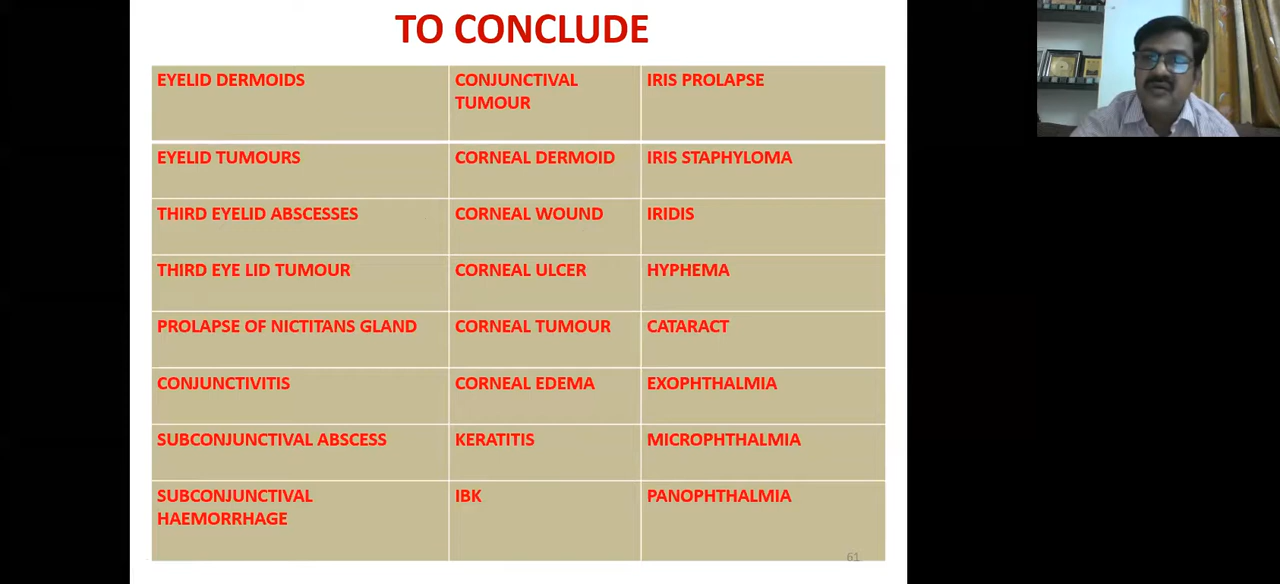 TO CONCLUDE
EYELID DERMOIDS
CONJUNCTIVAL
TUMOUR
IRIS PROLAPSE
EYELID TUMOURS
CORNEAL DERMOID
IRIS STAPHYLOMA
THIRD EYELID ABSCESSES
CORNEAL WOUND
IRIDIS
THIRD EYE LID TUMOUR
CORNEAL ULCER
HYPHEMA
PROLAPSE OF NICTITANS GLAND
CORNEAL TUMOUR
CATARACT
CONJUNCTIVITIS
CORNEAL EDEMA
EXOPHTHALMIA
SUBCONJUNCTIVAL ABSCESS
KERATITIS
MICROPHTHALMIA
SUBCONJUNCTIVAL
HAEMORRHAGE
IBK
PANOPHTHALMIA
61